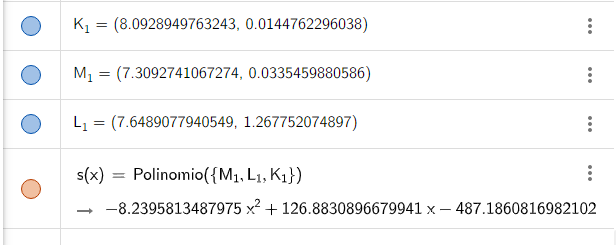 K₁ = (8.0928949763243, 0.0144762296038)
M₁ = (7.3092741067274, 0.0335459880586)
L₁ = (7.6489077940549, 1.267752074897)
s(x) = Polinomio({M₁, L₁, K₁})
→ −8.2395813487975 x² + 126.8830896679941 x − 487.1860816982102